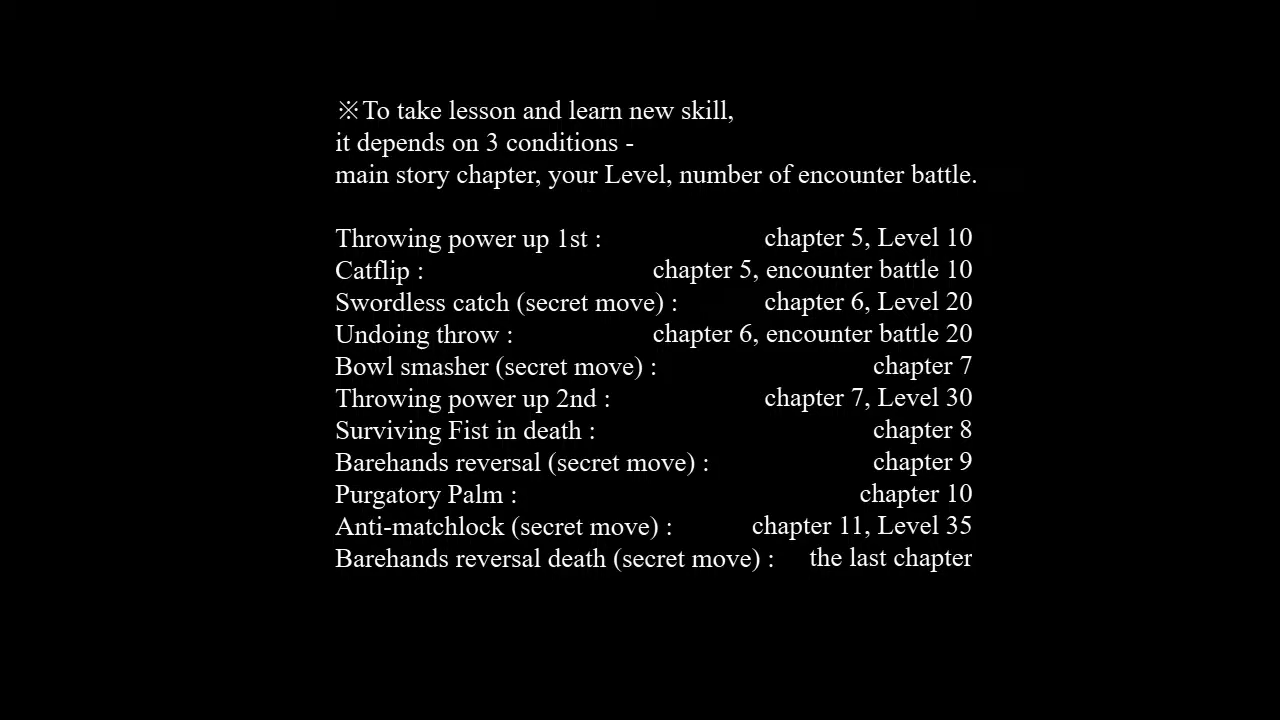 ※To take lesson and learn new skill,
it depends on 3 conditions -
main story chapter, your Level, number of encounter battle.
Throwing power up 1st : chapter 5, Level 10
Catflip : chapter 5, encounter battle 10
Swordless catch (secret move) : chapter 6, Level 20
Undoing throw : chapter 6, encounter battle 20
Bowl smasher (secret move) : chapter 7
Throwing power up 2nd : chapter 7, Level 30
Surviving Fist in death : chapter 8
Barehands reversal (secret move) : chapter 9
Purgatory Palm : chapter 10
Anti-matchlock (secret move) : chapter 11, Level 35
Barehands reversal death (secret move) : the last chapter